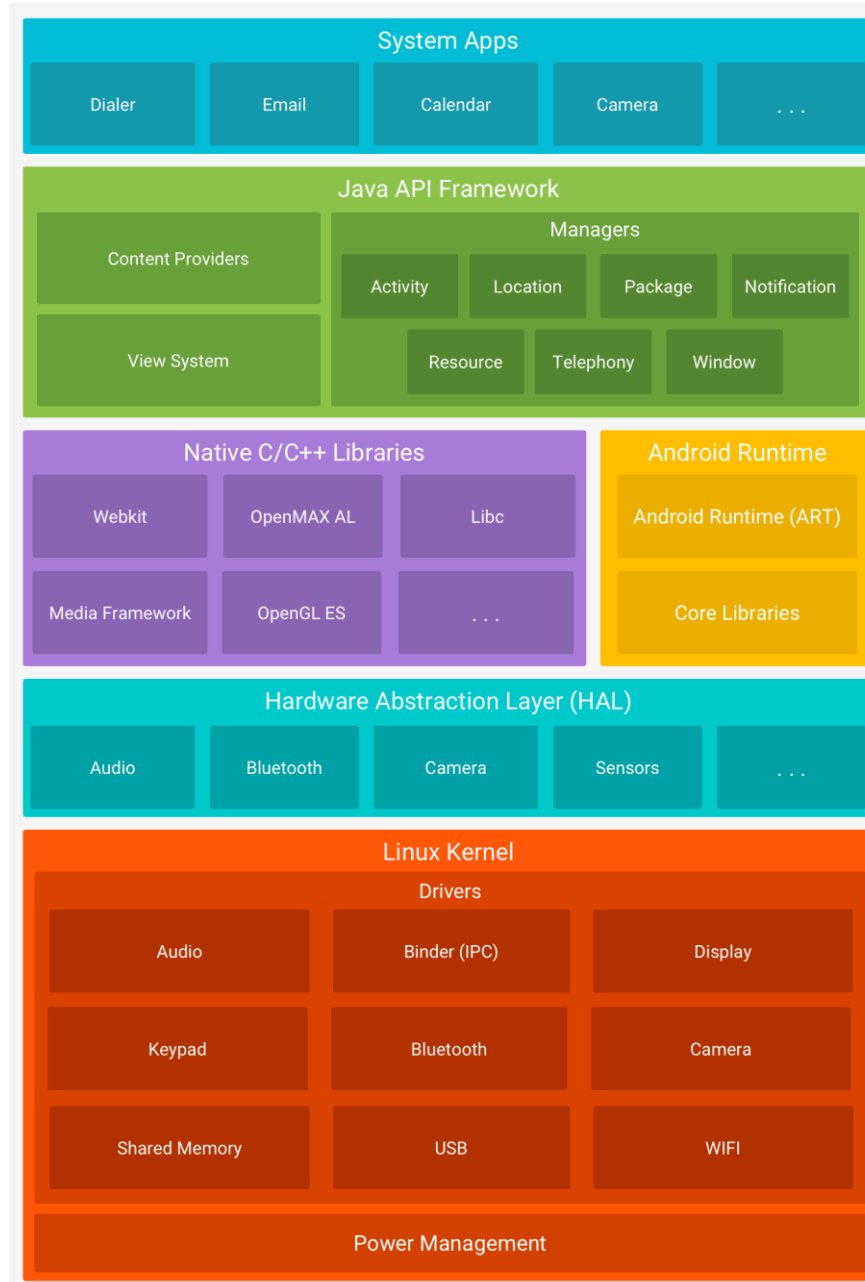 System Apps
Dialer
Email
Calendar
Camera
. . .
Java API Framework
Content Providers
View System
Managers
Activity
Location
Package
Notification
Resource
Telephony
Window
Native C/C++ Libraries
Webkit
OpenMAX AL
Libc
Media Framework
OpenGL ES
. . .
Android Runtime
Android Runtime (ART)
Core Libraries
Hardware Abstraction Layer (HAL)
Audio
Bluetooth
Camera
Sensors
. . .
Linux Kernel
Drivers
Audio
Binder (IPC)
Display
Keypad
Bluetooth
Camera
Shared Memory
USB
WIFI
Power Management